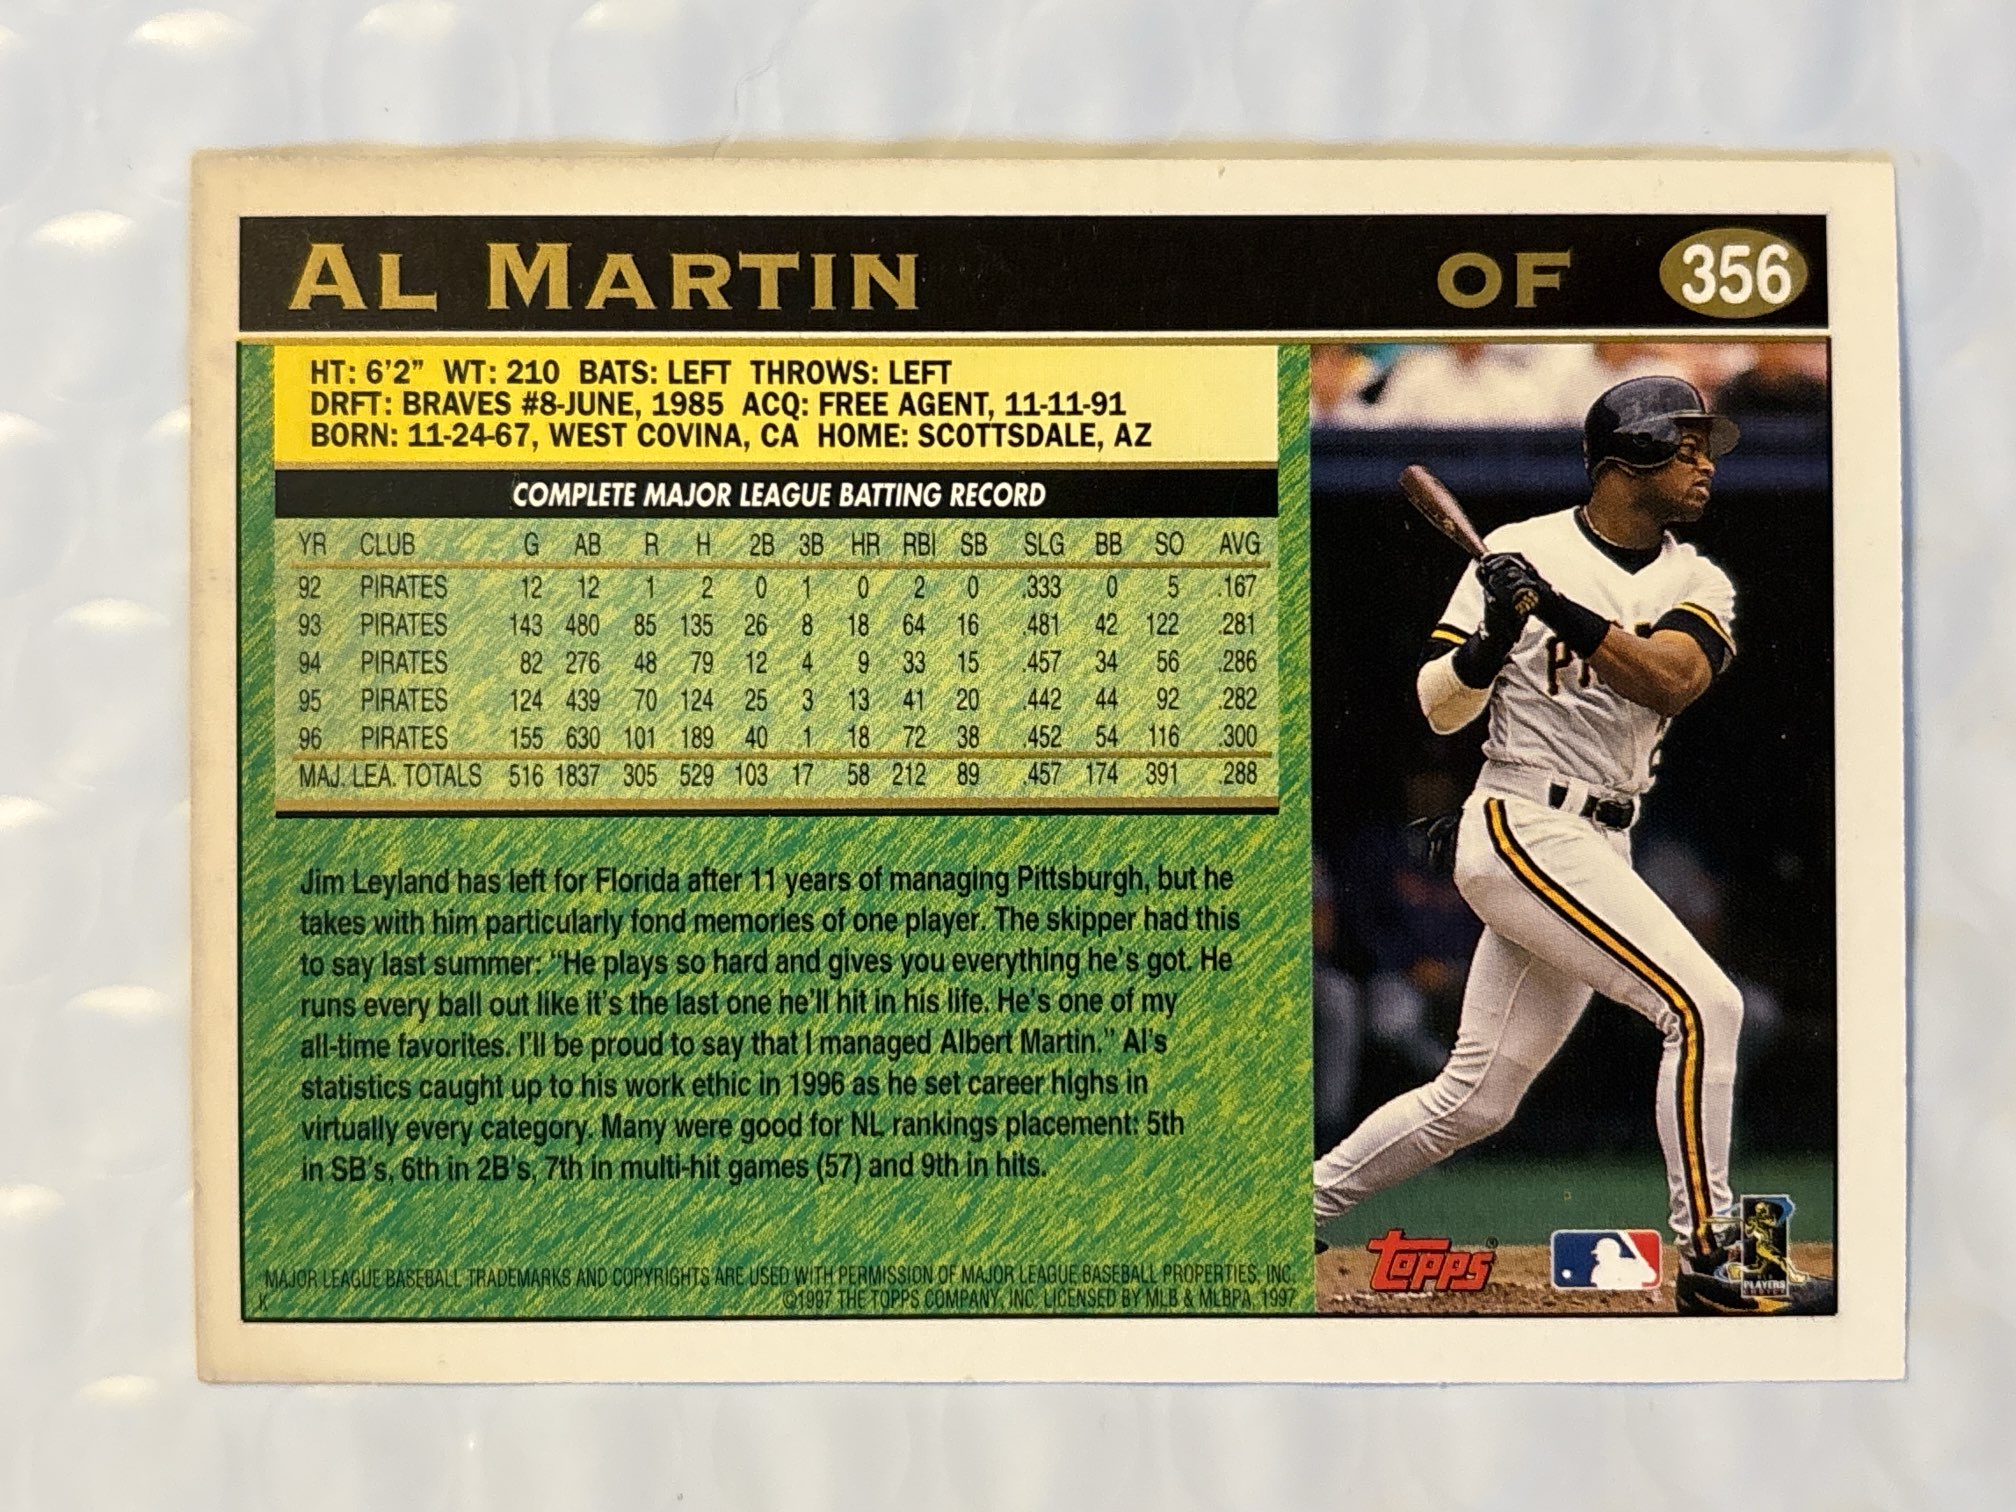 AL MARTIN OF 356
HT: 6'2" WT: 210 BATS: LEFT THROWS: LEFT
DRFT: BRAVES #8-JUNE, 1985 ACQ: FREE AGENT, 11-11-91
BORN: 11-24-67, WEST COVINA, CA HOME: SCOTTSDALE, AZ
COMPLETE MAJOR LEAGUE BATTING RECORD
YR CLUB G AB R H 2B 3B HR RBI SB SLG BB SO AVG
92 PIRATES 12 12 1 2 0 1 0 2 0 .333 0 5 .167
93 PIRATES 143 480 85 135 26 8 18 64 16 .481 42 122 .281
94 PIRATES 82 276 48 79 12 4 9 33 15 .457 34 56 .286
95 PIRATES 124 439 70 124 25 3 13 41 20 .442 44 92 .282
96 PIRATES 155 630 101 189 40 1 18 72 38 .452 54 116 .300
MAJ. LEA. TOTALS 516 1837 305 529 103 17 58 212 89 .457 174 391 .288
Jim Leyland has left for Florida after 11 years of managing Pittsburgh, but he
takes with him particularly fond memories of one player. The skipper had this
to say last summer: "He plays so hard and gives you everything he's got. He
runs every ball out like it's the last one he'll hit in his life. He's one of my
all-time favorites. I'll be proud to say that I managed Albert Martin." Al's
statistics caught up to his work ethic in 1996 as he set career highs in
virtually every category. Many were good for NL rankings placement: 5th
in SB's, 6th in 2B's, 7th in multi-hit games (57) and 9th in hits.
MAJOR LEAGUE BASEBALL TRADEMARKS AND COPYRIGHTS ARE USED WITH PERMISSION OF MAJOR LEAGUE BASEBALL PROPERTIES, INC.
K ©1997 THE TOPPS COMPANY, INC. LICENSED BY MLB & MLBPA, 1997
topps®
PLAYERS